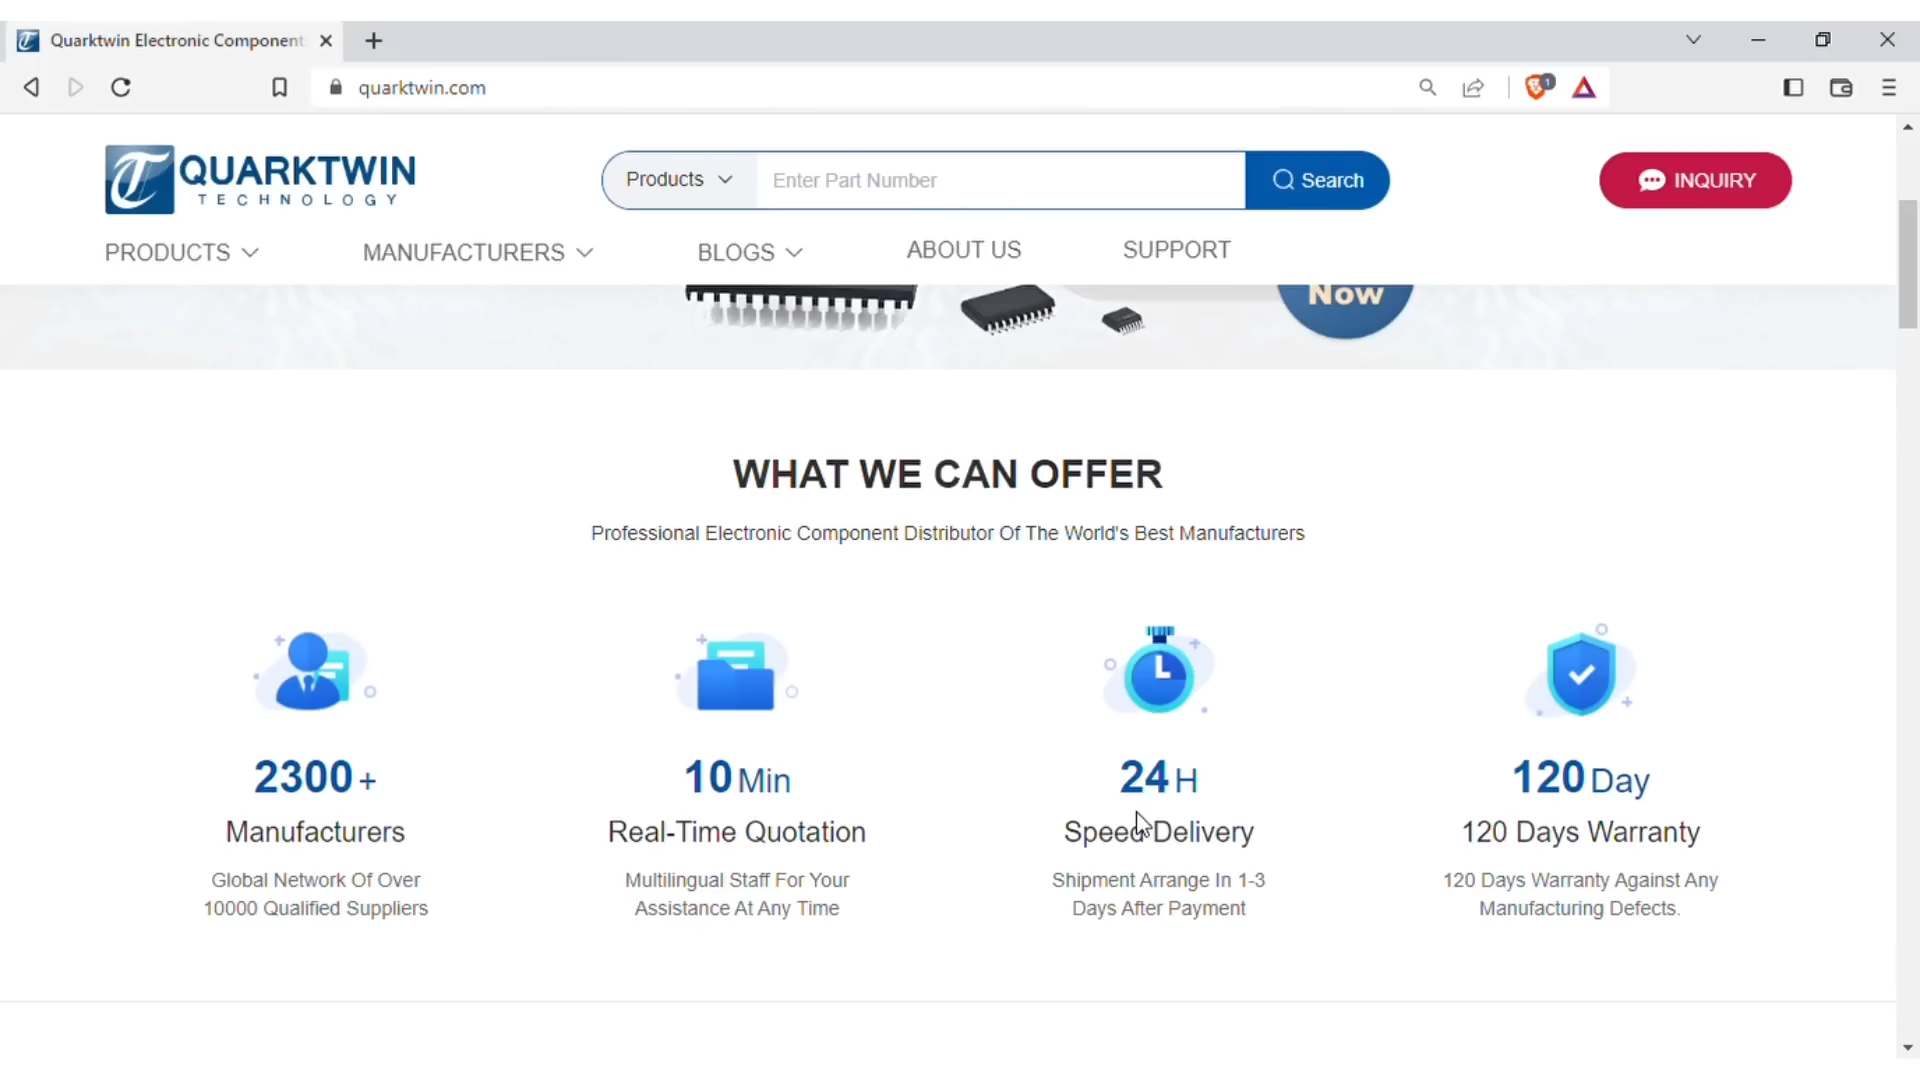 Quarktwin Electronic Component
quarktwin.com
1
QUARKTWIN
TECHNOLOGY
Products
Enter Part Number
Search
INQUIRY
PRODUCTS
MANUFACTURERS
BLOGS
ABOUT US
SUPPORT
Now
WHAT WE CAN OFFER
Professional Electronic Component Distributor Of The World's Best Manufacturers
2300+
Manufacturers
Global Network Of Over
10000 Qualified Suppliers
10 Min
Real-Time Quotation
Multilingual Staff For Your
Assistance At Any Time
24 H
Speed Delivery
Shipment Arrange In 1-3
Days After Payment
120 Day
120 Days Warranty
120 Days Warranty Against Any
Manufacturing Defects.